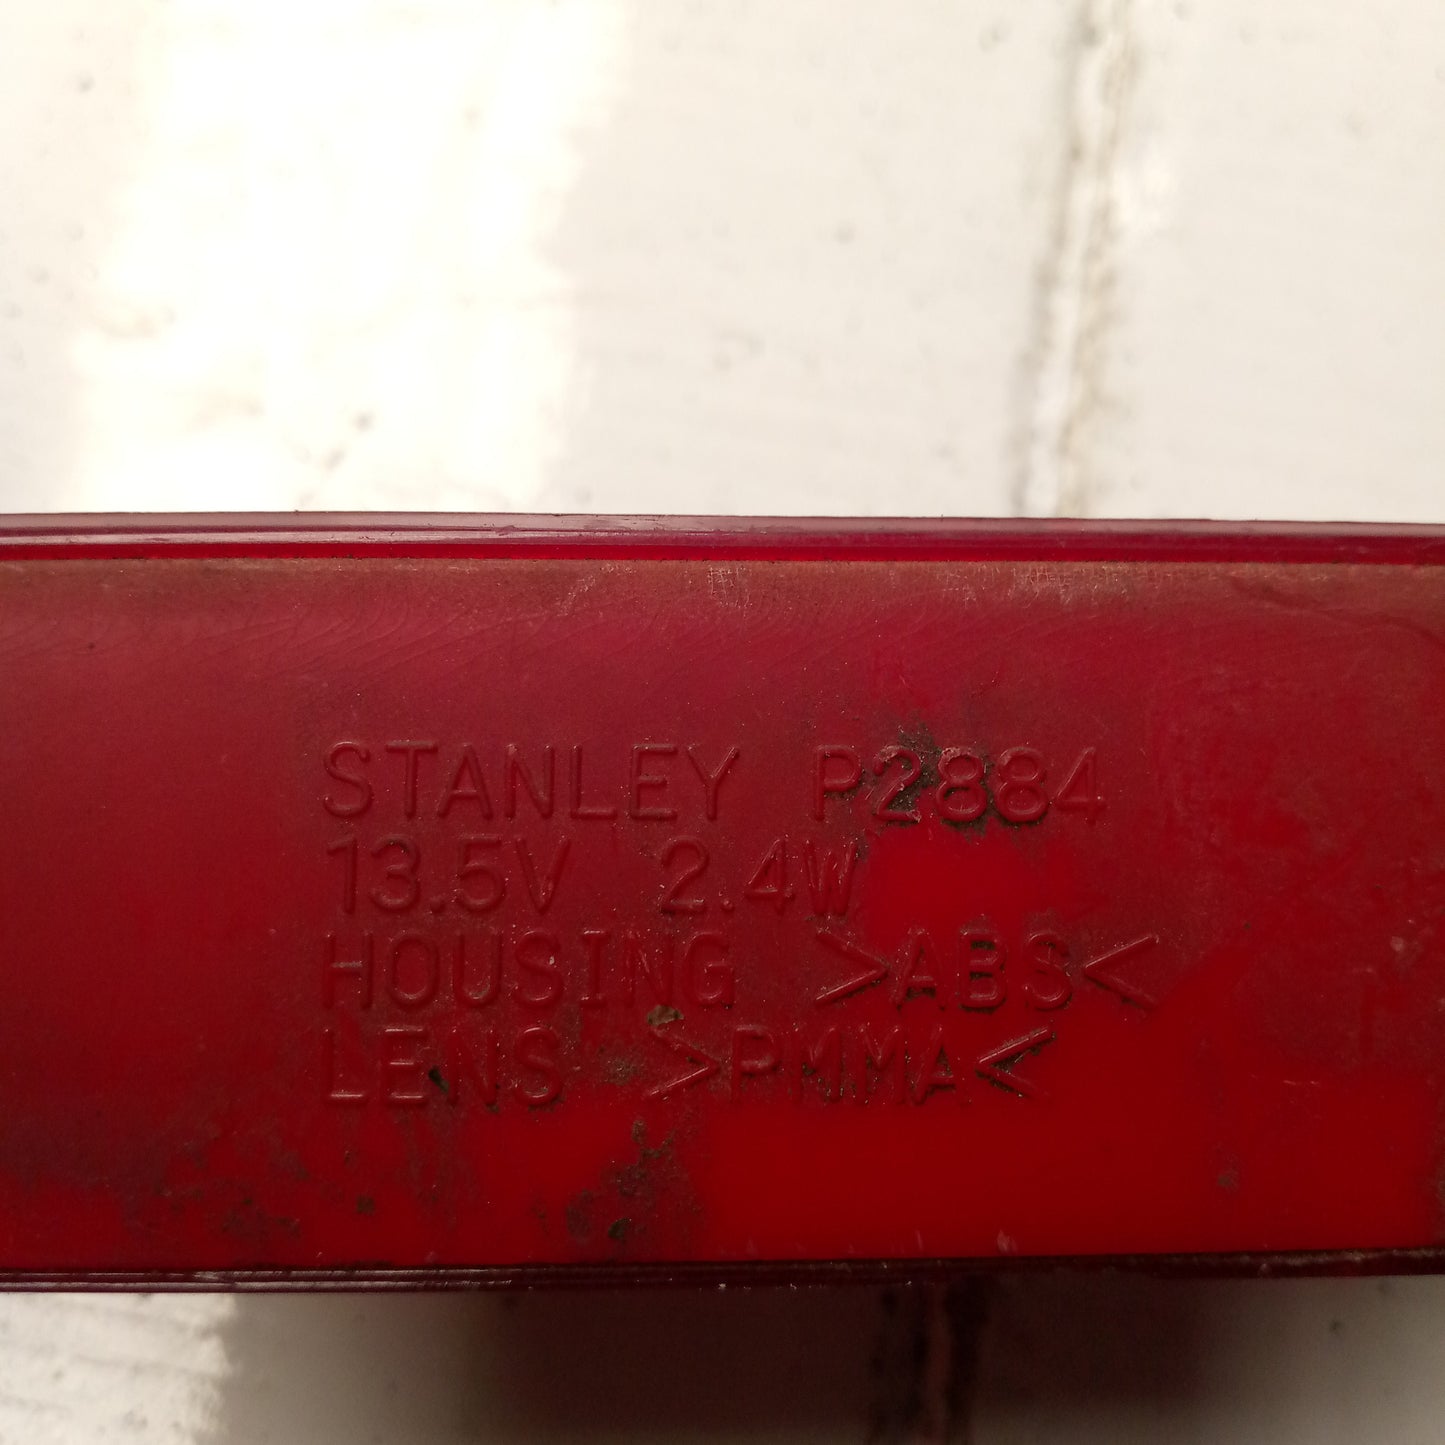 STANLEY P2884
13.5V 2.4W
HOUSING >ABS<
LENS >PMMA<